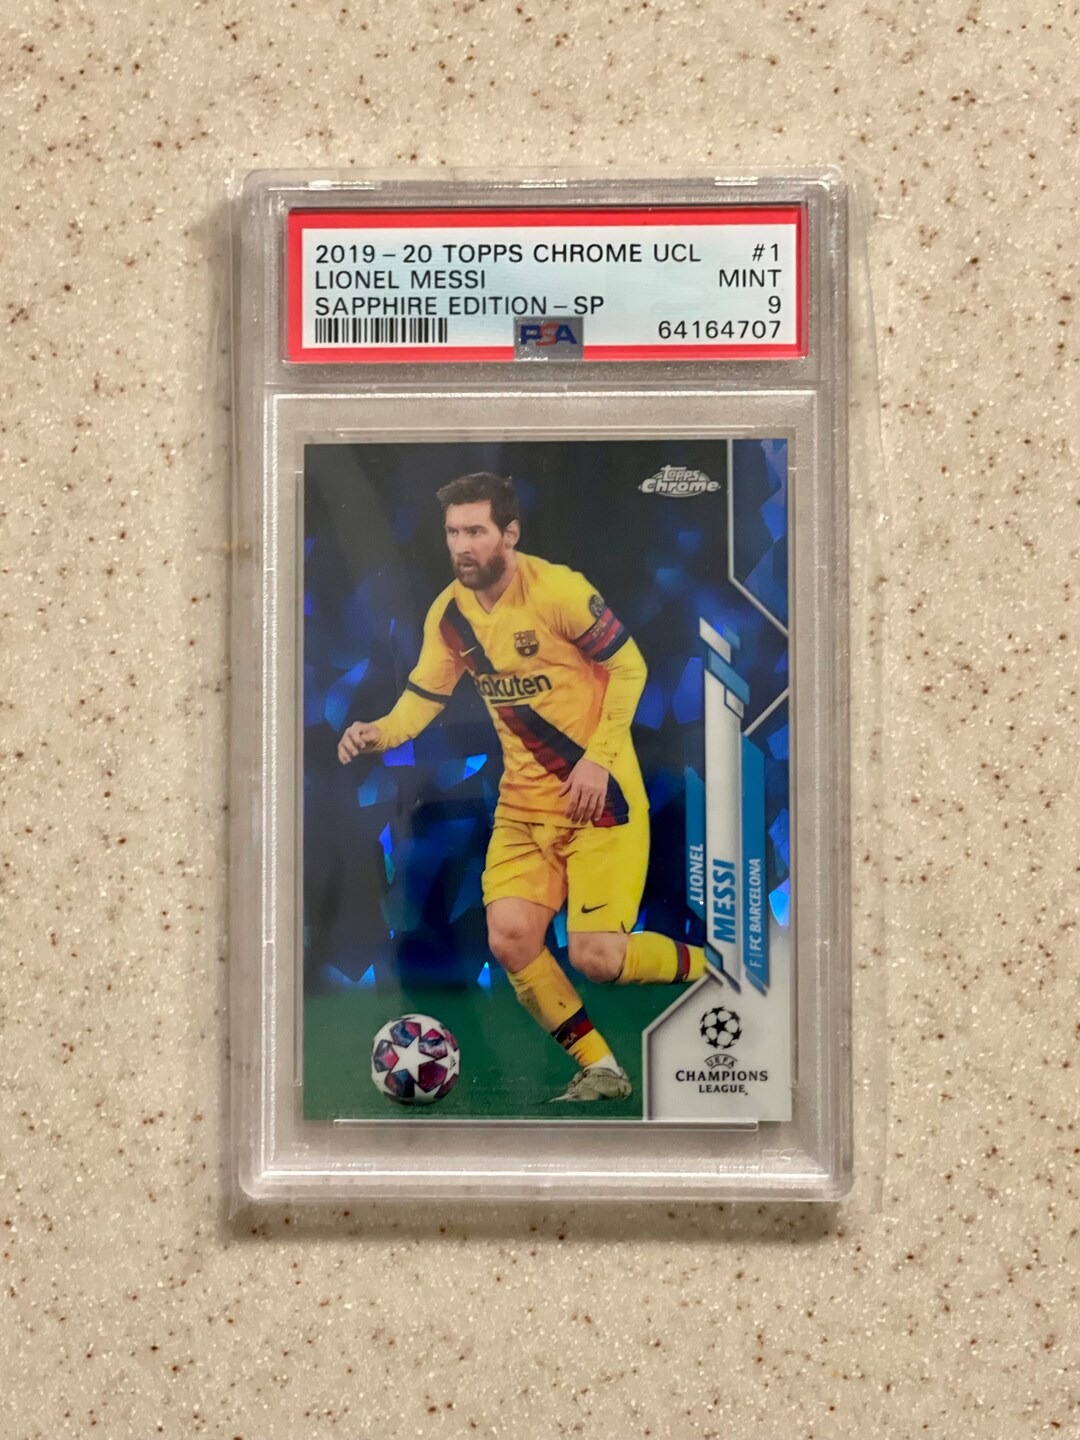 2019-20 TOPPS CHROME UCL #1
LIONEL MESSI MINT
SAPPHIRE EDITION-SP 9
PSA 64164707
Topps
Chrome
Rakuten
LIONEL
MESSI
F | FC BARCELONA
UEFA
CHAMPIONS
LEAGUE